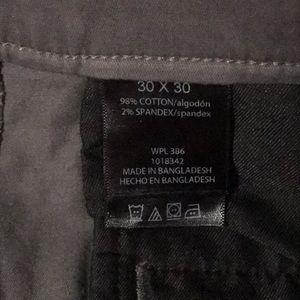 30 X 30
98% COTTON/algodón
2% SPANDEX/spandex
WPL 386
1018342
MADE IN BANGLADESH
HECHO EN BANGLADESH